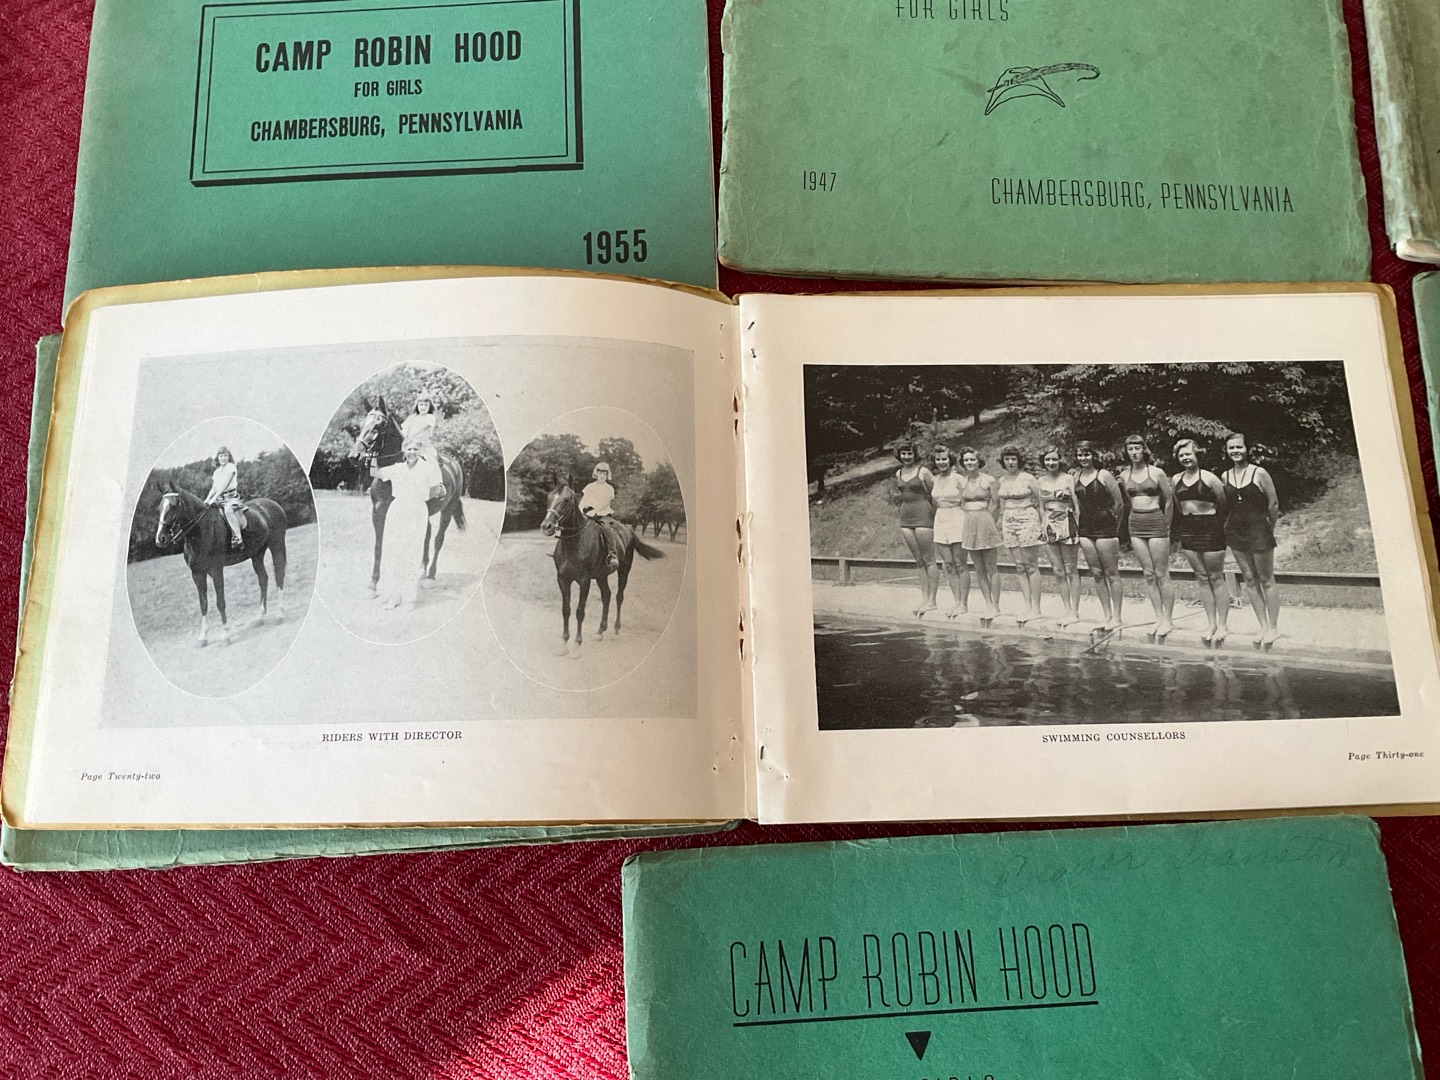 CAMP ROBIN HOOD
FOR GIRLS
CHAMBERSBURG, PENNSYLVANIA
1955
FOR GIRLS
1947
CHAMBERSBURG, PENNSYLVANIA
RIDERS WITH DIRECTOR
Page Twenty-two
SWIMMING COUNSELLORS
Page Thirty-one
CAMP ROBIN HOOD